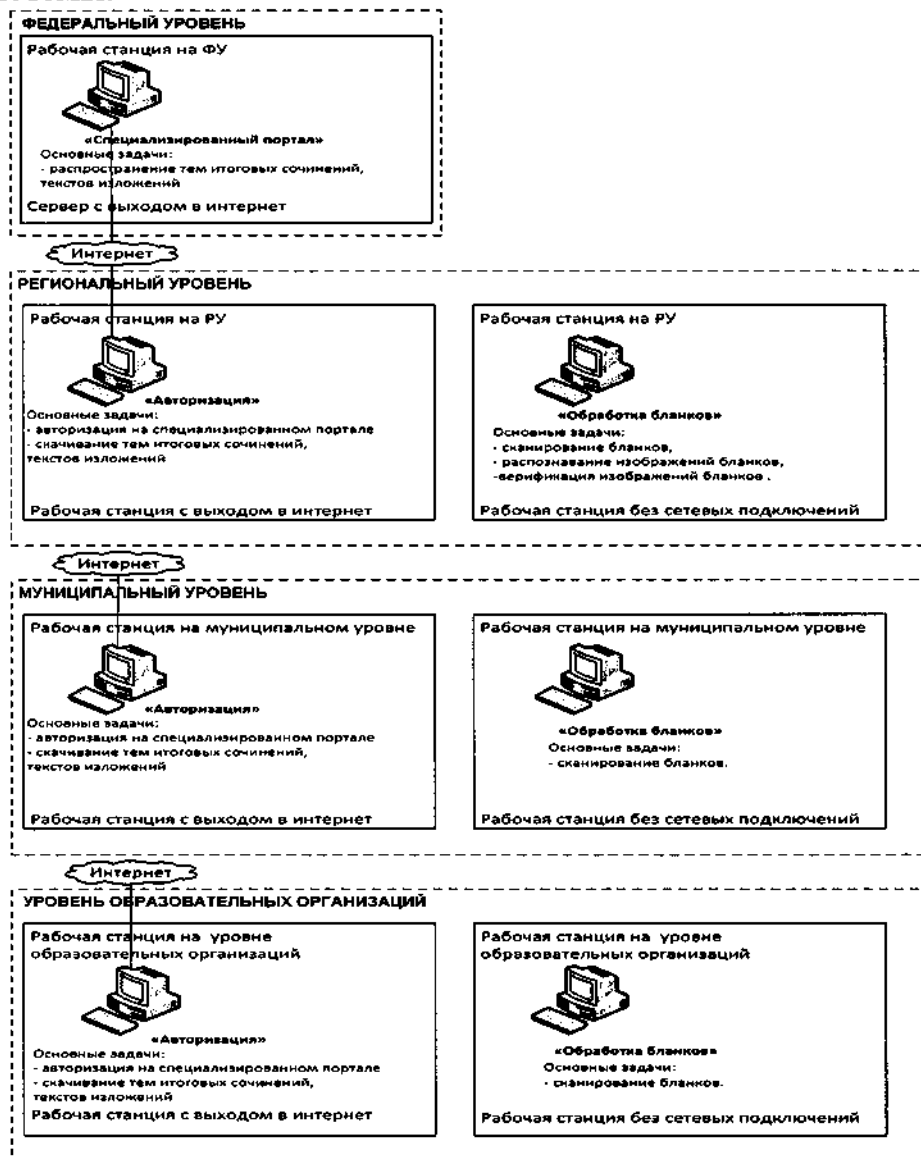 ФЕДЕРАЛЬНЫЙ УРОВЕНЬ
Рабочая станция на ФУ
«Специализированный портал»
Основные задачи:
- распространение тем итоговых сочинений,
текстов изложений
Сервер с выходом в интернет
Интернет
РЕГИОНАЛЬНЫЙ УРОВЕНЬ
Рабочая станция на РУ
«Авторизация»
Основные задачи:
- авторизация на специализированном портале
- скачивание тем итоговых сочинений,
текстов изложений
Рабочая станция с выходом в интернет
Рабочая станция на РУ
«Обработка бланков»
Основные задачи:
- сканирование бланков,
- распознавание изображений бланков,
-верификация изображений бланков .
Рабочая станция без сетевых подключений
Интернет
МУНИЦИПАЛЬНЫЙ УРОВЕНЬ
Рабочая станция на муниципальном уровне
«Авторизация»
Основные задачи:
- авторизация на специализированном портале
- скачивание тем итоговых сочинений,
текстов изложений
Рабочая станция с выходом в интернет
Рабочая станция на муниципальном уровне
«Обработка бланков»
Основные задачи:
- сканирование бланков.
Рабочая станция без сетевых подключений
Интернет
УРОВЕНЬ ОБРАЗОВАТЕЛЬНЫХ ОРГАНИЗАЦИЙ
Рабочая станция на уровне
образовательных организаций
«Авторизация»
Основные задачи:
- авторизация на специализированном портале
- скачивание тем итоговых сочинений,
текстов изложений
Рабочая станция с выходом в интернет
Рабочая станция на уровне
образовательных организаций
«Обработка бланков»
Основные задачи:
- сканирование бланков.
Рабочая станция без сетевых подключений